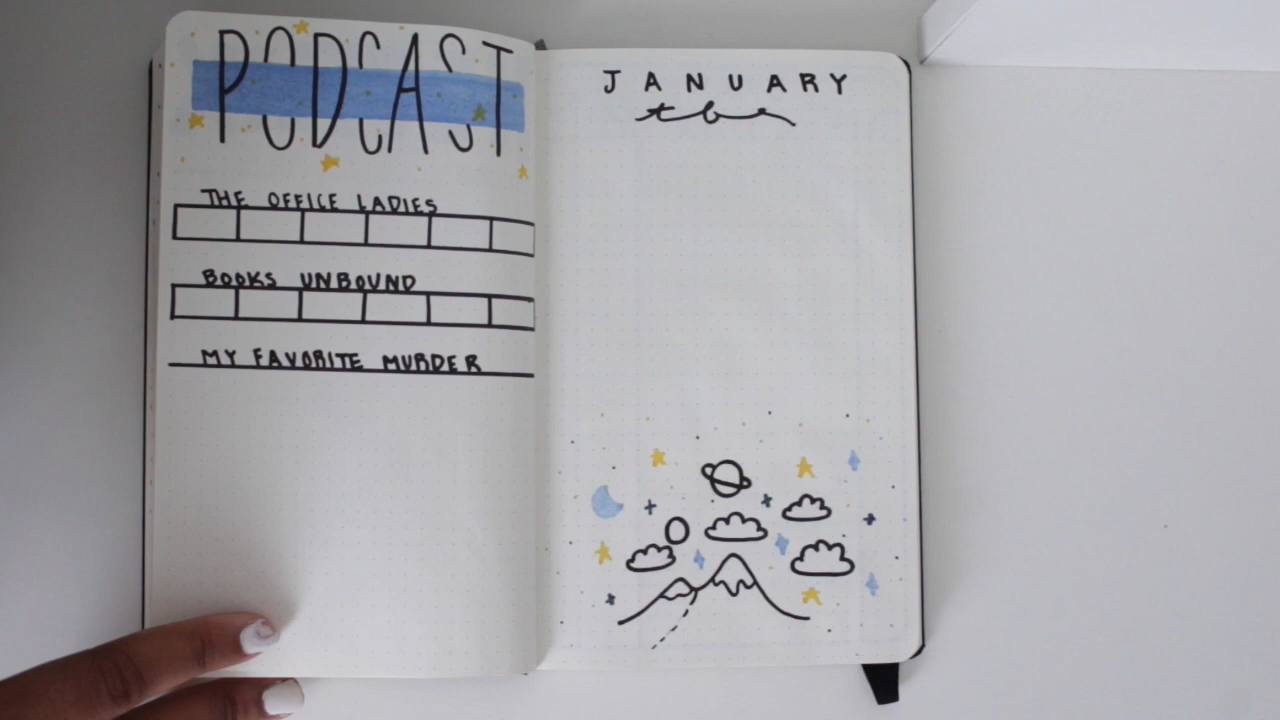 PODCAST
THE OFFICE LADIES
BOOKS UNBOUND
MY FAVORITE MURDER
JANUARY
tbr